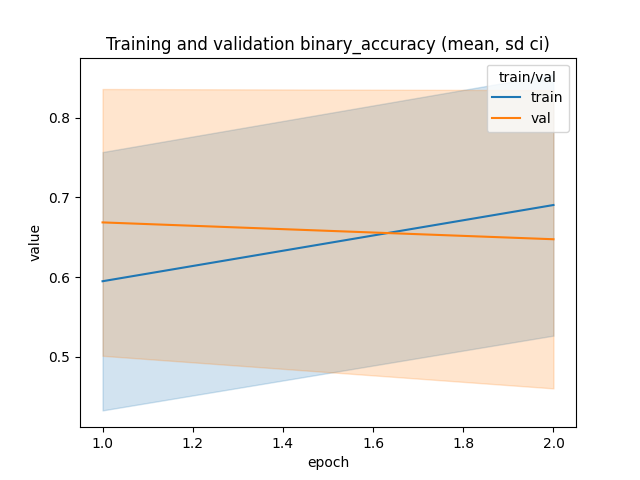 Training and validation binary_accuracy (mean, sd ci)
train/val
train
val
value
0.8
0.7
0.6
0.5
1.0 1.2 1.4 1.6 1.8 2.0
epoch